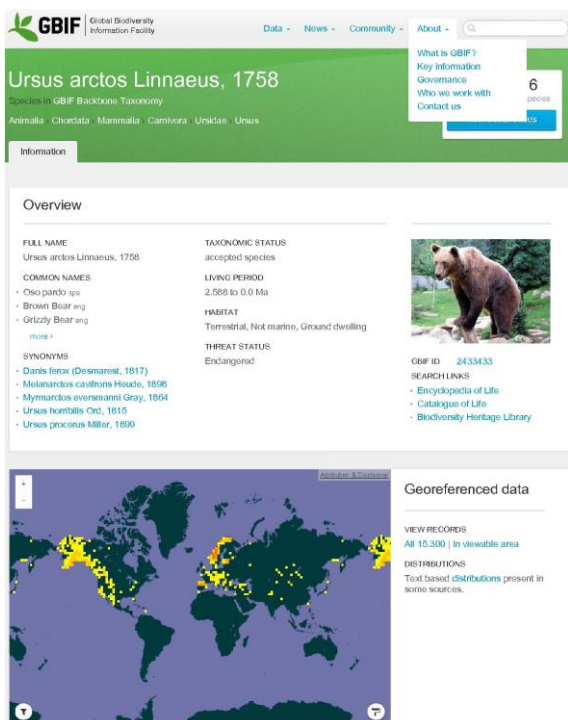 GBIF
Global Biodiversity
Information Facility
Data
News
Community
About
What is GBIF?
Key information
Governance
Who we work with
Contact us
Ursus arctos Linnaeus, 1758
Species in GBIF Backbone Taxonomy
Animalia Chordata Mammalia Carnivora Ursidae Ursus
6
Information
Overview
FULL NAME
Ursus arctos Linnaeus, 1758
COMMON NAMES
Oso pardo spa
Brown Bear eng
Grizzly Bear eng
more
SYNONYMS
Danis ferox (Desmarest, 1817)
Melanarctos cavifrons Heude, 1898
Myrmarctos eversmanni Gray, 1864
Ursus horribilis Ord, 1815
Ursus procerus Miller, 1899
TAXONOMIC STATUS
accepted species
LIVING PERIOD
2.588 to 0.0 Ma
HABITAT
Terrestrial, Not marine, Ground dwelling
THREAT STATUS
Endangered
GBIF ID 2433433
SEARCH LINKS
Encyclopedia of Life
Catalogue of Life
Biodiversity Heritage Library
Attribution & Disclaimer
Georeferenced data
VIEW RECORDS
All 15.300 | In viewable area
DISTRIBUTIONS
Text based distributions present in
some sources.